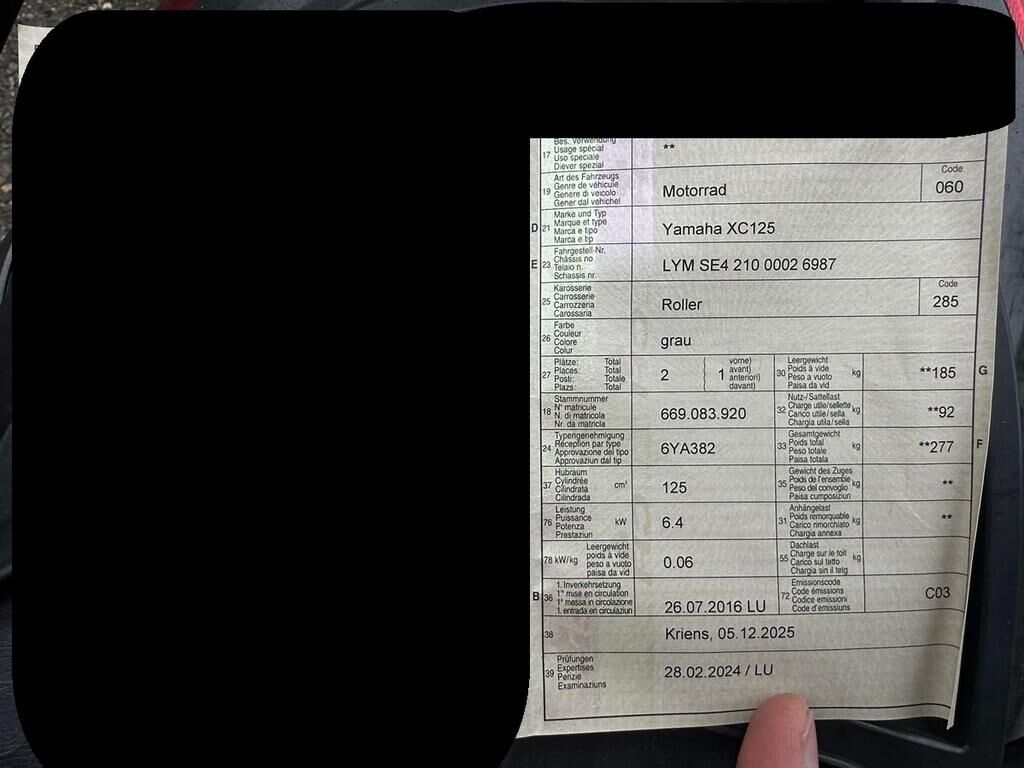 Bes. Verwendung
17 Usage spécial **
Uso speciale
Diever spezial
Art des Fahrzeugs Code
19 Genre de véhicule Motorrad 060
Genere di veicolo
Gener dal vehichel
Marke und Typ
D 21 Marque et type Yamaha XC125
Marca e tipo
Marca e tip
Fahrgestell-Nr.
E 23 Châssis no LYM SE4 210 0002 6987
Telaio n.
Schassis nr.
Karosserie Code
25 Carrosserie Roller 285
Carrozzeria
Carossaria
Farbe
26 Couleur grau
Colore
Colur
Plätze: Total vorne) Leergewicht
27 Places: Total 2 ( 1 avant) 30 Poids à vide kg **185 G
Posti: Totale anteriori) Peso a vuoto
Plazs: Total davant) Paisa da vid
Stammnummer Nutz-/Sattellast
18 N° matricule 669.083.920 32 Charge utile/sellette kg **92
N. di matricola Carico utile/sella
Nr. da matricla Chargia utila/sella
Typengenehmigung Gesamtgewicht
24 Réception par type 6YA382 33 Poids total kg **277 F
Approvazione del tipo Peso totale
Approvaziun dal tip Paisa totala
Hubraum Gewicht des Zuges
37 Cylindrée cm³ 125 35 Poids de l'ensemble kg **
Cilindrata Peso del convoglio
Cilindrada Paisa cumposiziun
Leistung Anhängelast
76 Puissance kW 6.4 31 Poids remorquable kg **
Potenza Carico rimorchiato
Prestaziun Chargia annexa
Leergewicht Dachlast
78 kW/kg poids à vide 0.06 55 Charge sur le toit kg
peso a vuoto Carico sul tetto
paisa da vid Chargia sin il tetg
1. Inverkehrsetzung Emissionscode
B 36 1re mise en circulation 26.07.2016 LU 72 Code émissions C03
1a messa in circolazione Codice emissioni
1. entrada en circulaziun Code d'emissiuns
38 Kriens, 05.12.2025
Prüfungen
39 Expertises 28.02.2024 / LU
Perizie
Examinaziuns